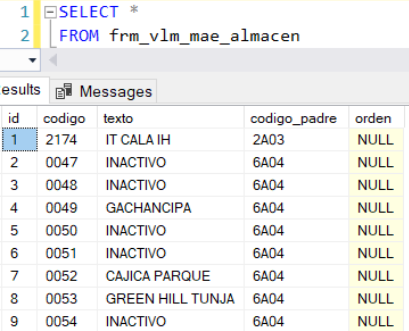 1 SELECT *
2 FROM frm_vlm_mae_almacen
esults Messages
id codigo texto codigo_padre orden
1 2174 IT CALA IH 2A03 NULL
2 0047 INACTIVO 6A04 NULL
3 0048 INACTIVO 6A04 NULL
4 0049 GACHANCIPA 6A04 NULL
5 0050 INACTIVO 6A04 NULL
6 0051 INACTIVO 6A04 NULL
7 0052 CAJICA PARQUE 6A04 NULL
8 0053 GREEN HILL TUNJA 6A04 NULL
9 0054 INACTIVO 6A04 NULL